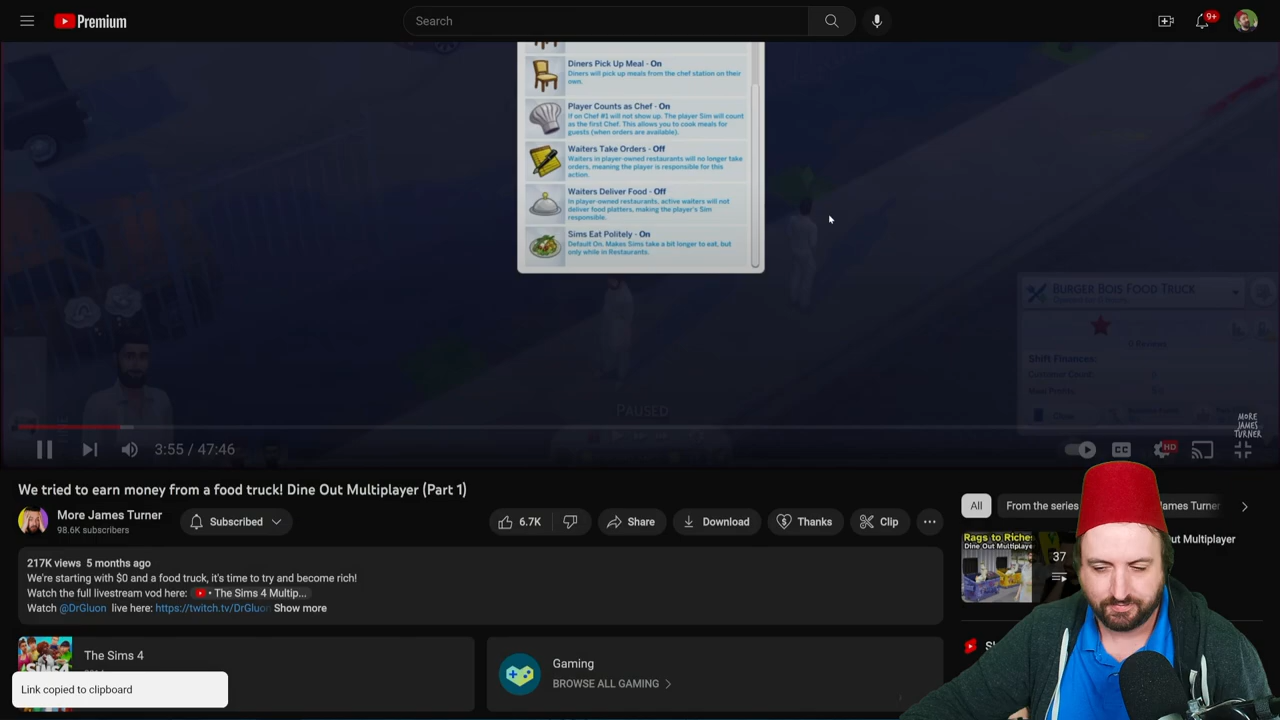 Premium
Search
9+
Diners Pick Up Meal - On
Diners will pick up meals from the chef station on their
own.
Player Counts as Chef - On
If on Chef #1 will not show up. The player Sim will count
as the first Chef. This allows you to cook meals for
guests (when orders are available).
Waiters Take Orders - Off
Waiters in player-owned restaurants will no longer take
orders, meaning the player is responsible for this
action.
Waiters Deliver Food - Off
In player-owned restaurants, active waiters will not
deliver food platters, making the player's Sim
responsible.
Sims Eat Politely - On
Default On. Makes Sims take a bit longer to eat, but
only while in Restaurants.
Burger Bois Food Truck
0 Reviews
Shift Finances:
Customer Count:
Paused
MORE
JAMES
TURNER
3:55 / 47:46
CC
HD
We tried to earn money from a food truck! Dine Out Multiplayer (Part 1)
More James Turner
98.6K subscribers
Subscribed
6.7K
Share
Download
Thanks
Clip
All
From the series
James Turner
217K views 5 months ago
We're starting with $0 and a food truck, it's time to try and become rich!
Watch the full livestream vod here: • The Sims 4 Multip...
Watch @DrGluon live here: https://twitch.tv/DrGluon Show more
Rags to Riches
Dine Out Multiplayer
37
ut Multiplayer
The Sims 4
Gaming
BROWSE ALL GAMING
Link copied to clipboard